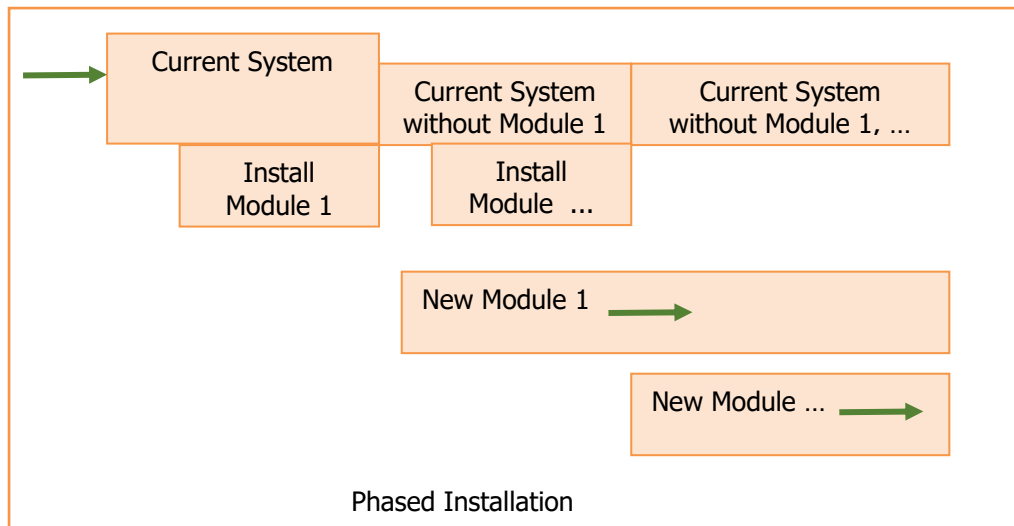 Current System
Current System
without Module 1
Current System
without Module 1, …
Install
Module 1
Install
Module ...
New Module 1
New Module …
Phased Installation